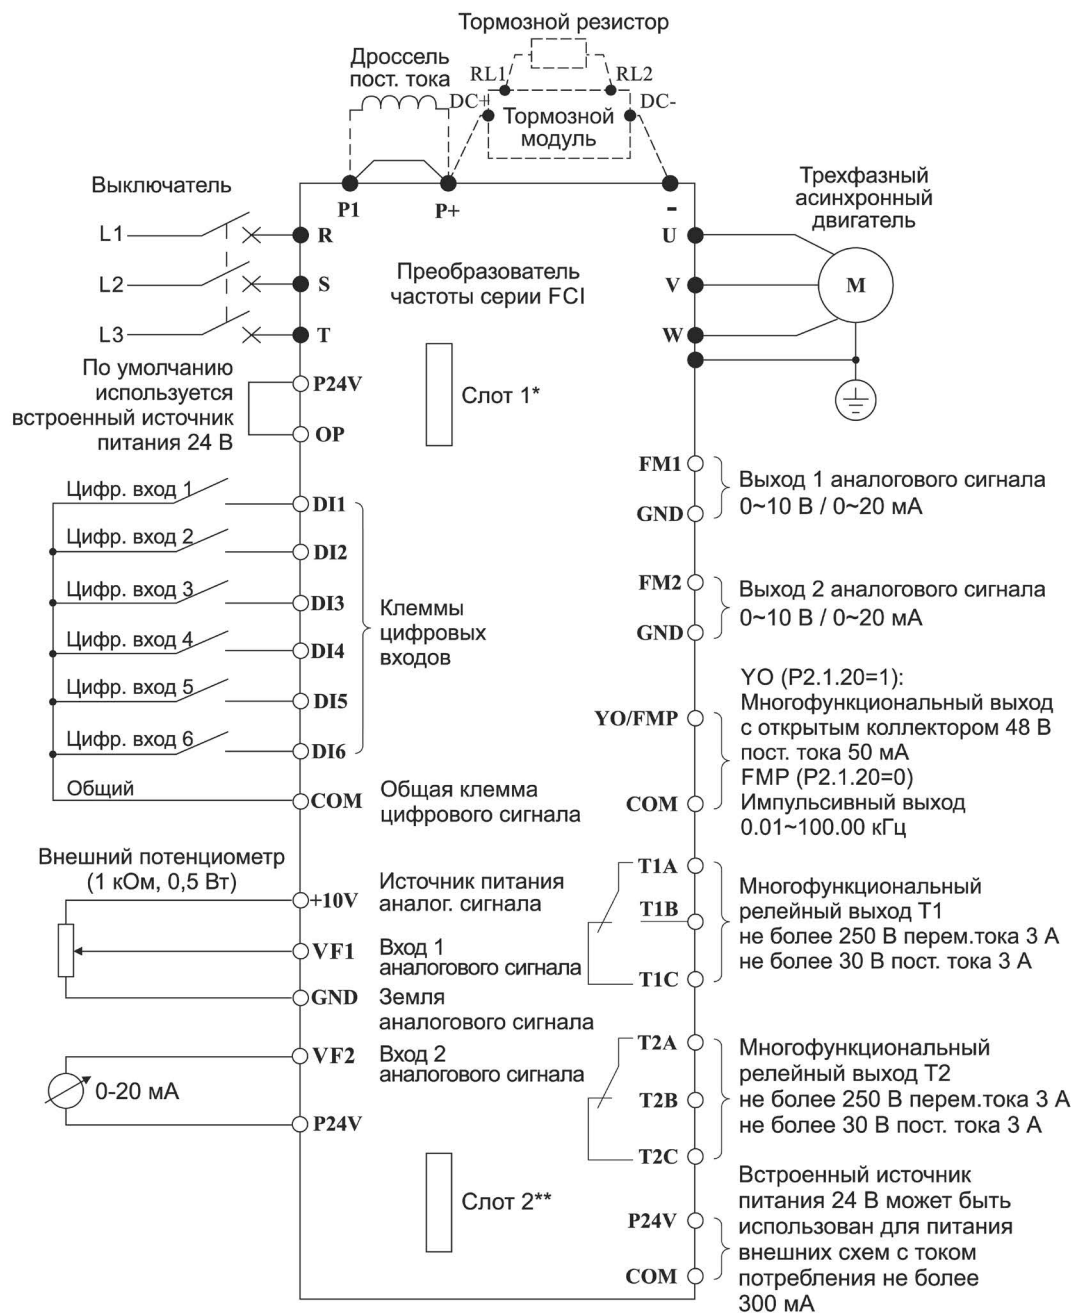 Тормозной резистор
Дроссель
пост. тока
RL1
RL2
DC+
DC-
Тормозной
модуль
Выключатель
P1
P+
-
Трехфазный
асинхронный
двигатель
L1
R
U
L2
S
V
M
L3
T
W
Преобразователь
частоты серии FCI
По умолчанию
используется
встроенный источник
питания 24 В
P24V
OP
Слот 1*
Цифр. вход 1
DI1
Цифр. вход 2
DI2
Цифр. вход 3
DI3
Цифр. вход 4
DI4
Цифр. вход 5
DI5
Цифр. вход 6
DI6
Клеммы
цифровых
входов
Общий
COM
Общая клемма
цифрового сигнала
Внешний потенциометр
(1 кОм, 0,5 Вт)
+10V
Источник питания
аналог. сигнала
VF1
Вход 1
аналогового сигнала
GND
Земля
аналогового сигнала
VF2
Вход 2
аналогового сигнала
0-20 мА
P24V
Слот 2**
FM1
GND
Выход 1 аналогового сигнала
0~10 В / 0~20 мА
FM2
GND
Выход 2 аналогового сигнала
0~10 В / 0~20 мА
YO/FMP
COM
YO (P2.1.20=1):
Многофункциональный выход
с открытым коллектором 48 В
пост. тока 50 мА
FMP (P2.1.20=0)
Импульсивный выход
0.01~100.00 кГц
T1A
T1B
T1C
Многофункциональный
релейный выход T1
не более 250 В перем.тока 3 А
не более 30 В пост. тока 3 А
T2A
T2B
T2C
Многофункциональный
релейный выход T2
не более 250 В перем.тока 3 А
не более 30 В пост. тока 3 А
P24V
COM
Встроенный источник
питания 24 В может быть
использован для питания
внешних схем с током
потребления не более
300 мА